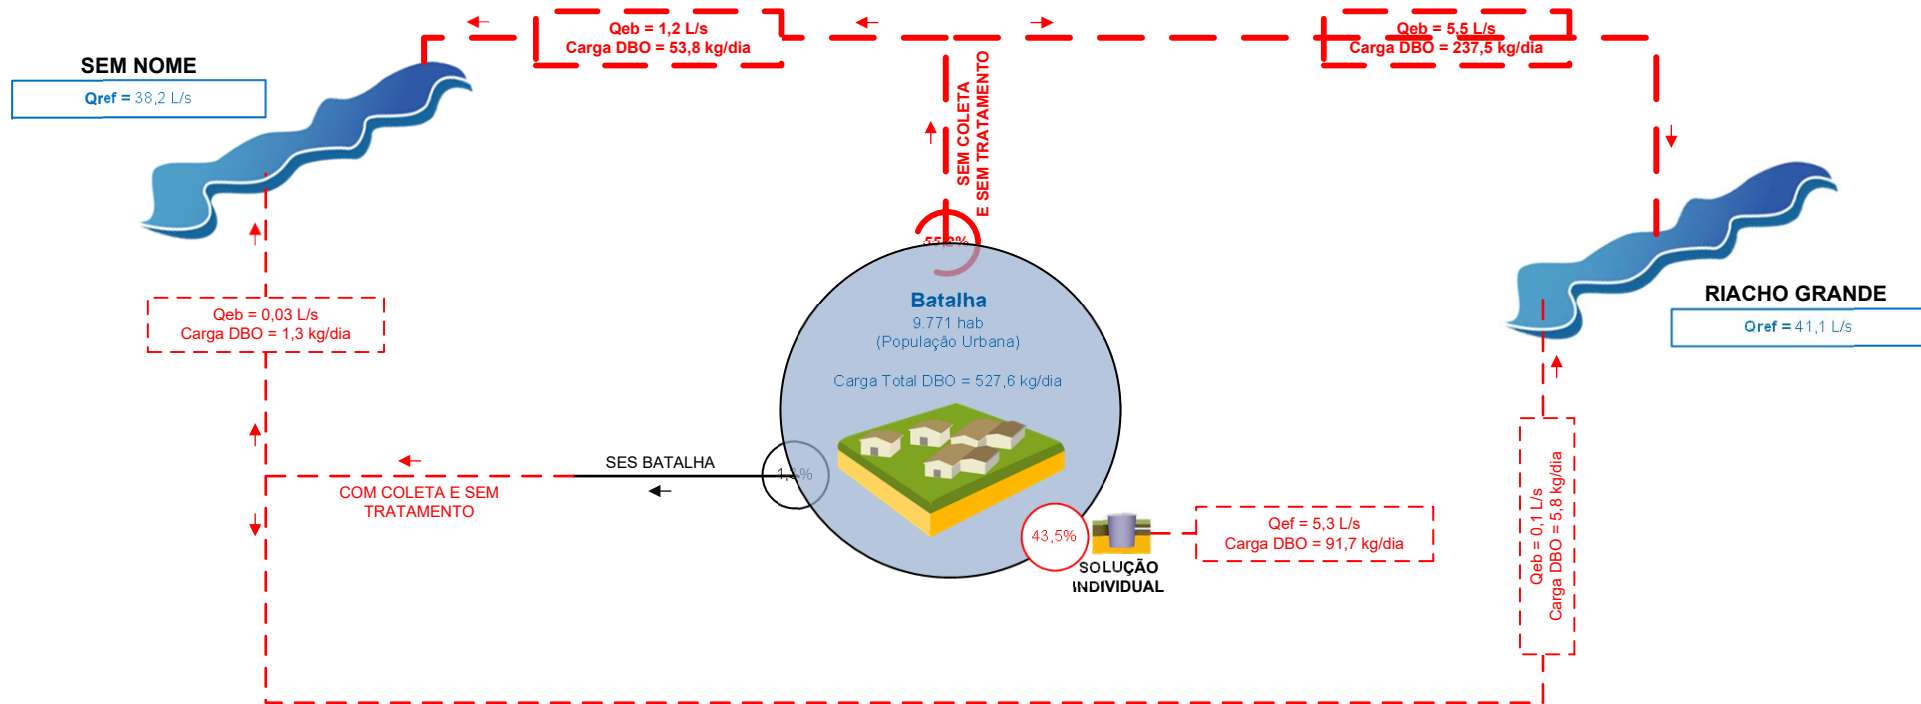 Qeb = 1,2 L/s
Carga DBO = 53,8 kg/dia
Qeb = 5,5 L/s
Carga DBO = 237,5 kg/dia
SEM NOME
Qref = 38,2 L/s
SEM COLETA
E SEM TRATAMENTO
Batalha
9.771 hab
(População Urbana)
Carga Total DBO = 527,6 kg/dia
RIACHO GRANDE
Qref = 41,1 L/s
Qeb = 0,03 L/s
Carga DBO = 1,3 kg/dia
SES BATALHA
COM COLETA E SEM
TRATAMENTO
43,5%
SOLUÇÃO
INDIVIDUAL
Qef = 5,3 L/s
Carga DBO = 91,7 kg/dia
Qeb = 0,1 L/s
Carga DBO = 5,8 kg/dia